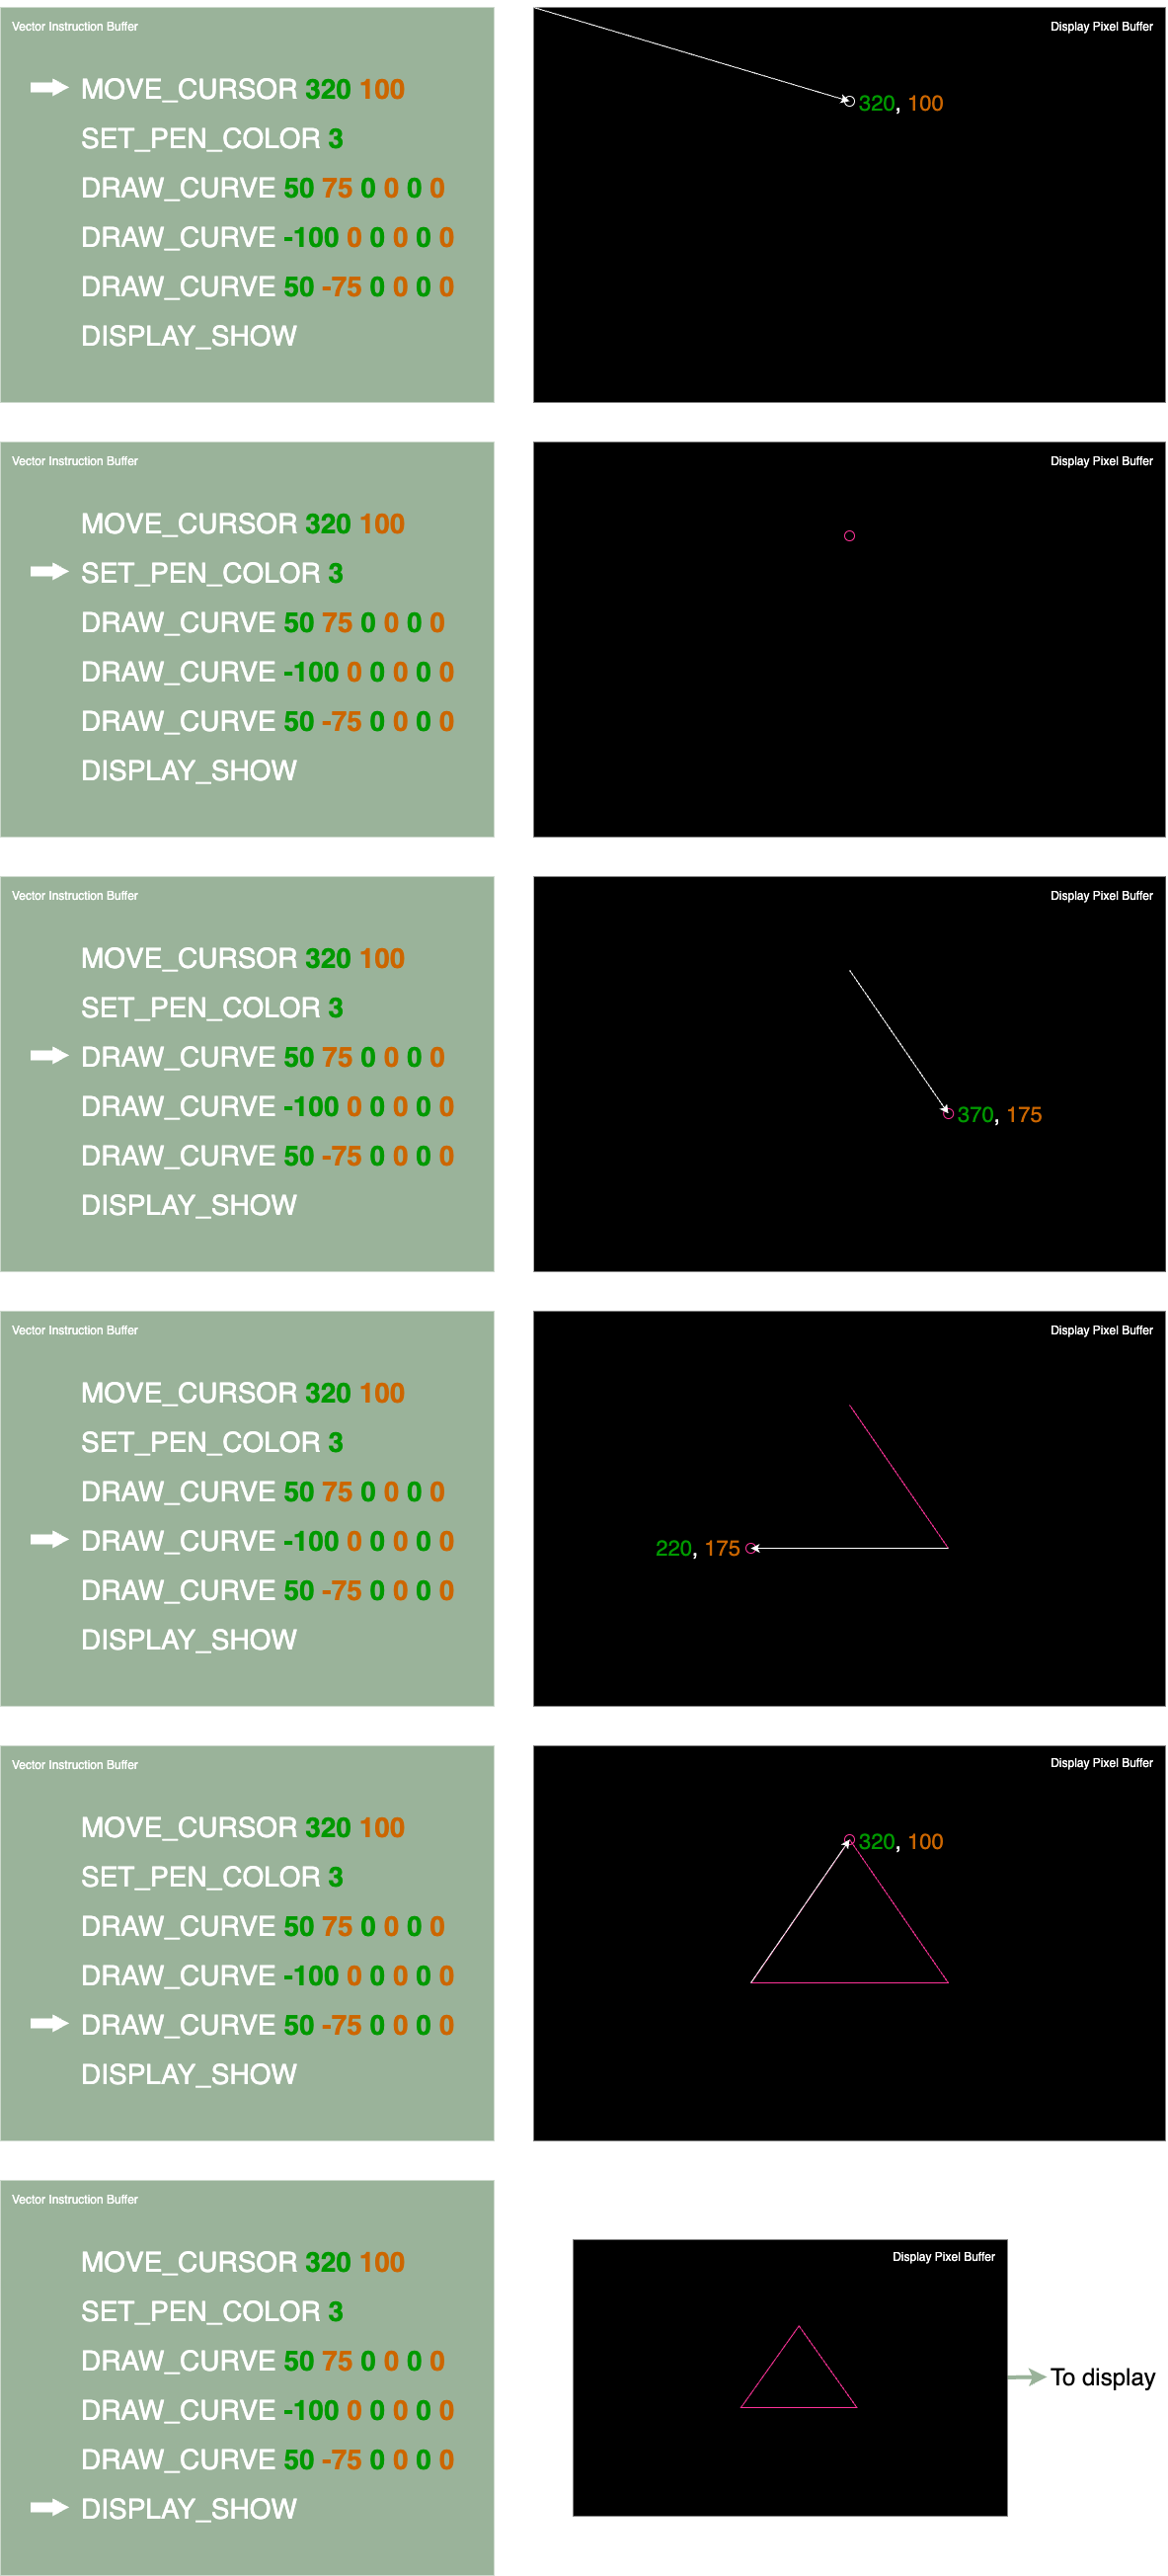 Vector Instruction Buffer
MOVE_CURSOR 320 100
SET_PEN_COLOR 3
DRAW_CURVE 50 75 0 0 0 0
DRAW_CURVE -100 0 0 0 0 0
DRAW_CURVE 50 -75 0 0 0 0
DISPLAY_SHOW
Display Pixel Buffer
320, 100
Vector Instruction Buffer
MOVE_CURSOR 320 100
SET_PEN_COLOR 3
DRAW_CURVE 50 75 0 0 0 0
DRAW_CURVE -100 0 0 0 0 0
DRAW_CURVE 50 -75 0 0 0 0
DISPLAY_SHOW
Display Pixel Buffer
Vector Instruction Buffer
MOVE_CURSOR 320 100
SET_PEN_COLOR 3
DRAW_CURVE 50 75 0 0 0 0
DRAW_CURVE -100 0 0 0 0 0
DRAW_CURVE 50 -75 0 0 0 0
DISPLAY_SHOW
Display Pixel Buffer
370, 175
Vector Instruction Buffer
MOVE_CURSOR 320 100
SET_PEN_COLOR 3
DRAW_CURVE 50 75 0 0 0 0
DRAW_CURVE -100 0 0 0 0 0
DRAW_CURVE 50 -75 0 0 0 0
DISPLAY_SHOW
Display Pixel Buffer
220, 175
Vector Instruction Buffer
MOVE_CURSOR 320 100
SET_PEN_COLOR 3
DRAW_CURVE 50 75 0 0 0 0
DRAW_CURVE -100 0 0 0 0 0
DRAW_CURVE 50 -75 0 0 0 0
DISPLAY_SHOW
Display Pixel Buffer
320, 100
Vector Instruction Buffer
MOVE_CURSOR 320 100
SET_PEN_COLOR 3
DRAW_CURVE 50 75 0 0 0 0
DRAW_CURVE -100 0 0 0 0 0
DRAW_CURVE 50 -75 0 0 0 0
DISPLAY_SHOW
Display Pixel Buffer
To display